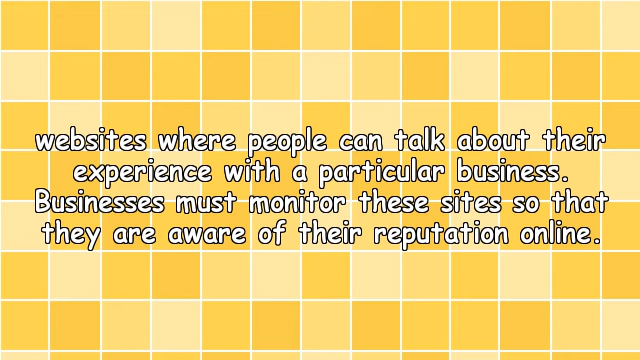 websites where people can talk about their
experience with a particular business.
Businesses must monitor these sites so that
they are aware of their reputation online.